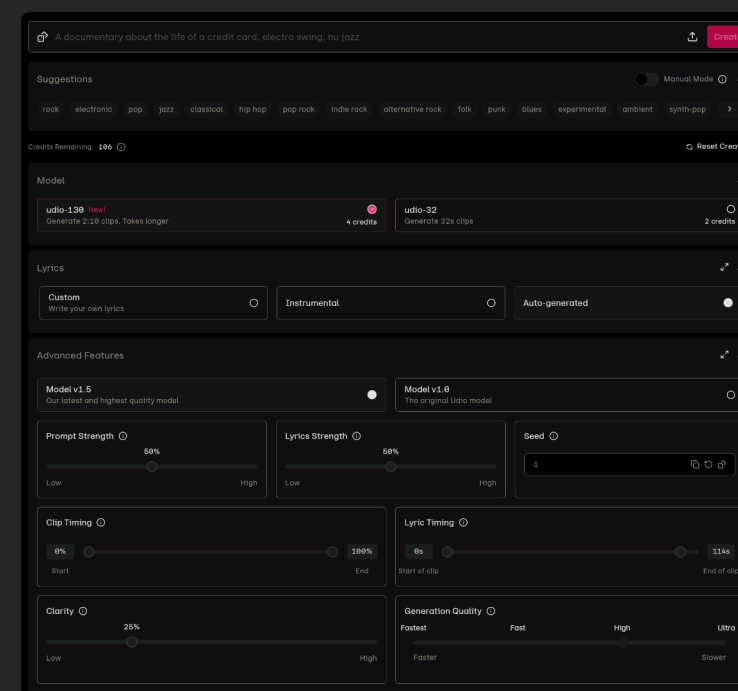 A documentary about the life of a credit card, electro swing, nu jazz
Creat
Suggestions
Manual Mode
rock electronic pop jazz classical hip hop pop rock indie rock alternative rock folk punk blues experimental ambient synth-pop
Credits Remaining: 106
Reset Creat
Model
udio-130 New!
Generate 2:10 clips. Takes longer
4 credits
udio-32
Generate 32s clips
2 credits
Lyrics
Custom
Write your own lyrics
Instrumental
Auto-generated
Advanced Features
Model v1.5
Our latest and highest quality model
Model v1.0
The original Udio model
Prompt Strength
50%
Low High
Lyrics Strength
50%
Low High
Seed
-1
Clip Timing
0% 100%
Start End
Lyric Timing
0s 114s
Start of clip End of clip
Clarity
25%
Low High
Generation Quality
Fastest Fast High Ultra
Faster Slower